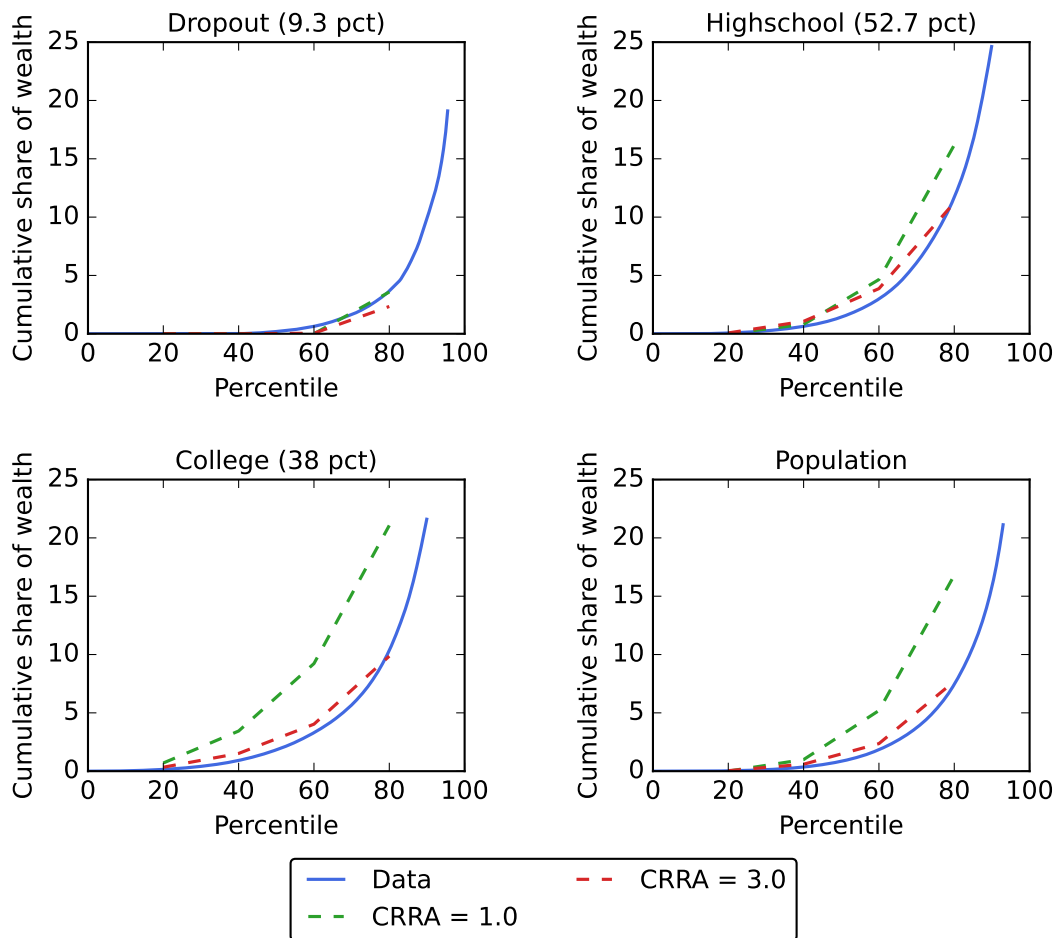 Dropout (9.3 pct)
Cumulative share of wealth
25
20
15
10
5
0
0 20 40 60 80 100
Percentile
Highschool (52.7 pct)
Cumulative share of wealth
25
20
15
10
5
0
0 20 40 60 80 100
Percentile
College (38 pct)
Cumulative share of wealth
25
20
15
10
5
0
0 20 40 60 80 100
Percentile
Population
Cumulative share of wealth
25
20
15
10
5
0
0 20 40 60 80 100
Percentile
Data
CRRA = 1.0
CRRA = 3.0